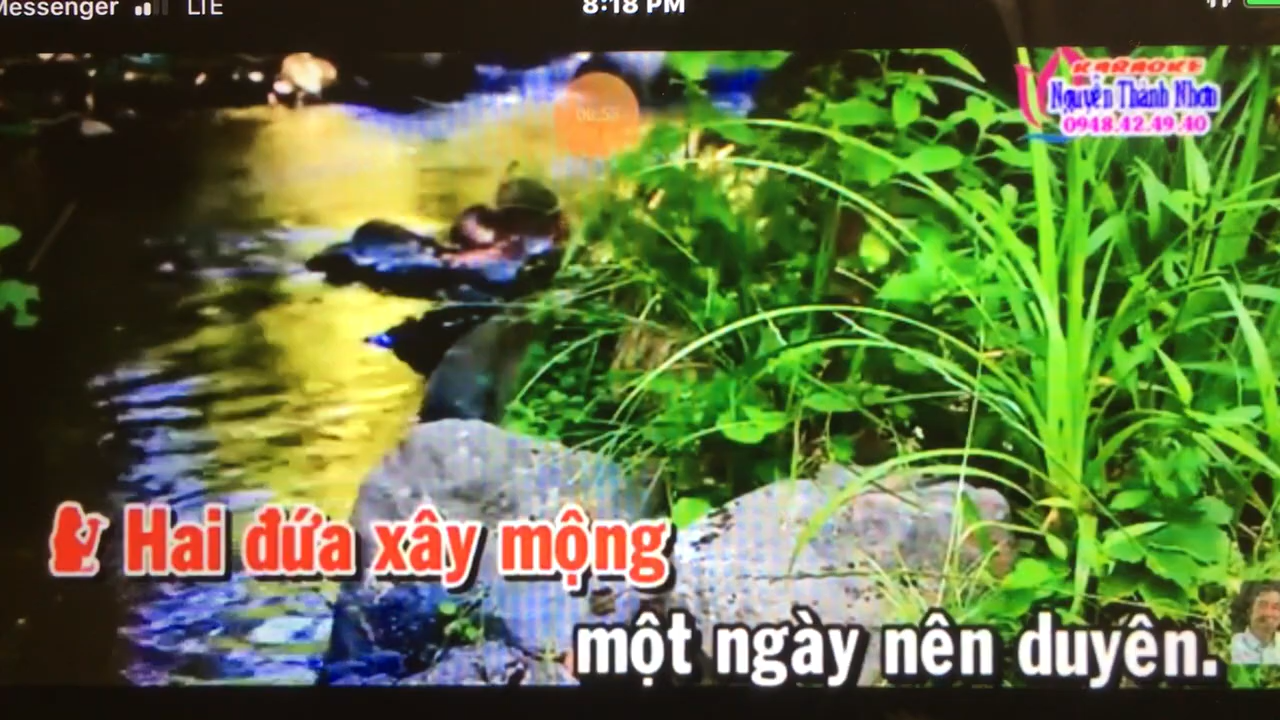 Messenger LTE 8:18 PM
KARAOKE
Nguyễn Thành Nhơn
0948.42.49.40
Hai đứa xây mộng
một ngày nên duyên.